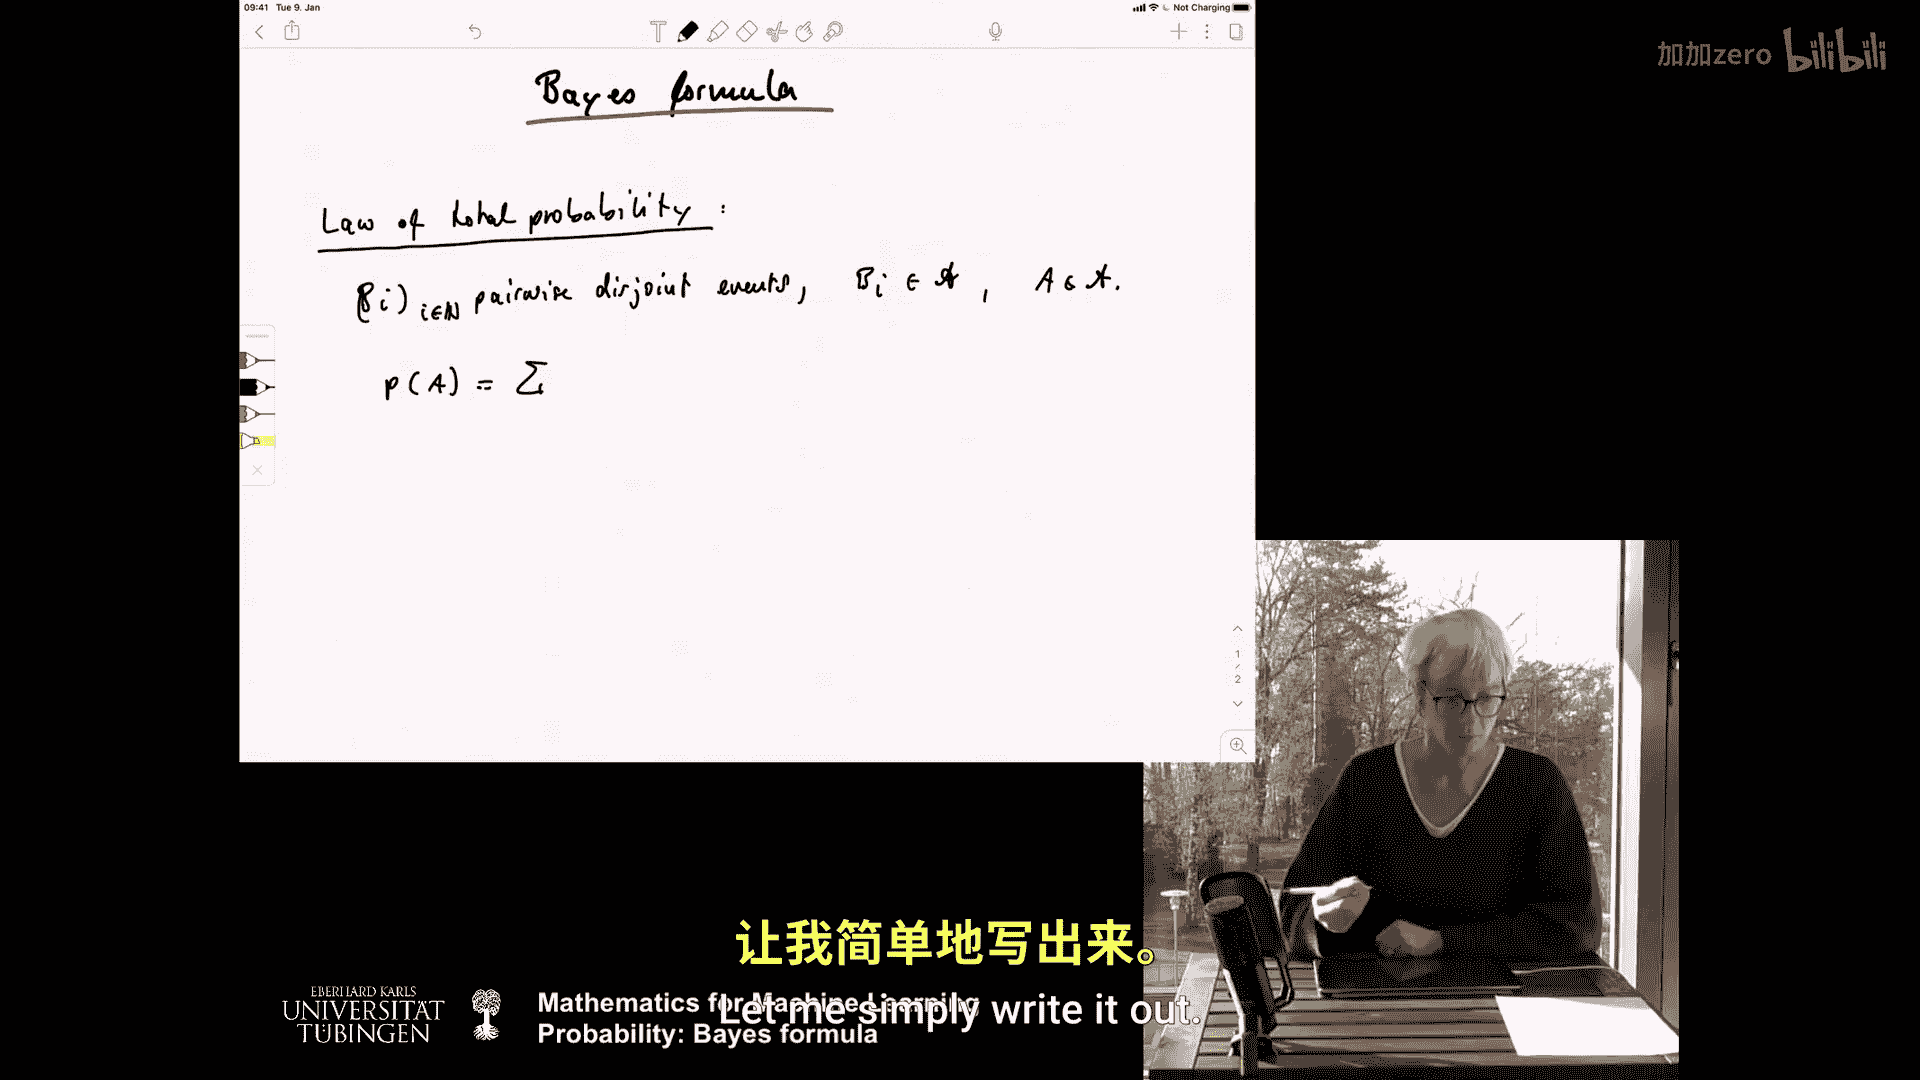 09:41 Tue 9. Jan
Not Charging
加加zero bilibili
Bayes formula
Law of total probability :
(Bi) i∈ℕ pairwise disjoint events, Bi ∈ 𝒜, A ∈ 𝒜.
P(A) = Σ
1
2
让我简单地写出来。
EBERHARD KARLS
UNIVERSITÄT
TÜBINGEN
Mathematics for Machine Learning
Let me simply write it out.
Probability: Bayes formula